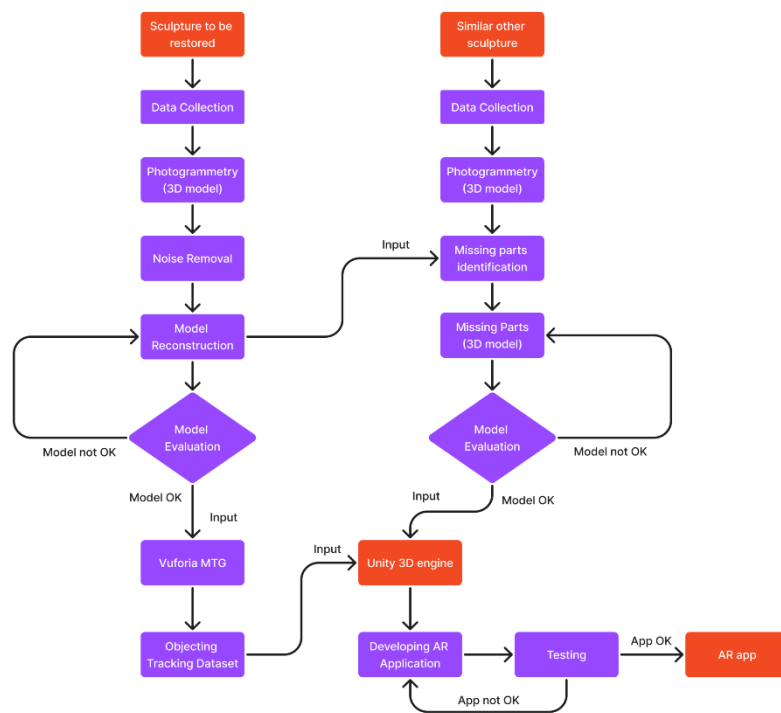 Sculpture to be
restored
Similar other
sculpture
Data Collection
Data Collection
Photogrammetry
(3D model)
Photogrammetry
(3D model)
Input
Noise Removal
Missing parts
identification
Model
Reconstruction
Missing Parts
(3D model)
Model
Evaluation
Model
Evaluation
Model not OK
Model not OK
Model OK
Input
Input
Model OK
Input
Vuforia MTG
Unity 3D engine
Objecting
Tracking Dataset
Developing AR
Application
Testing
App OK
AR app
App not OK